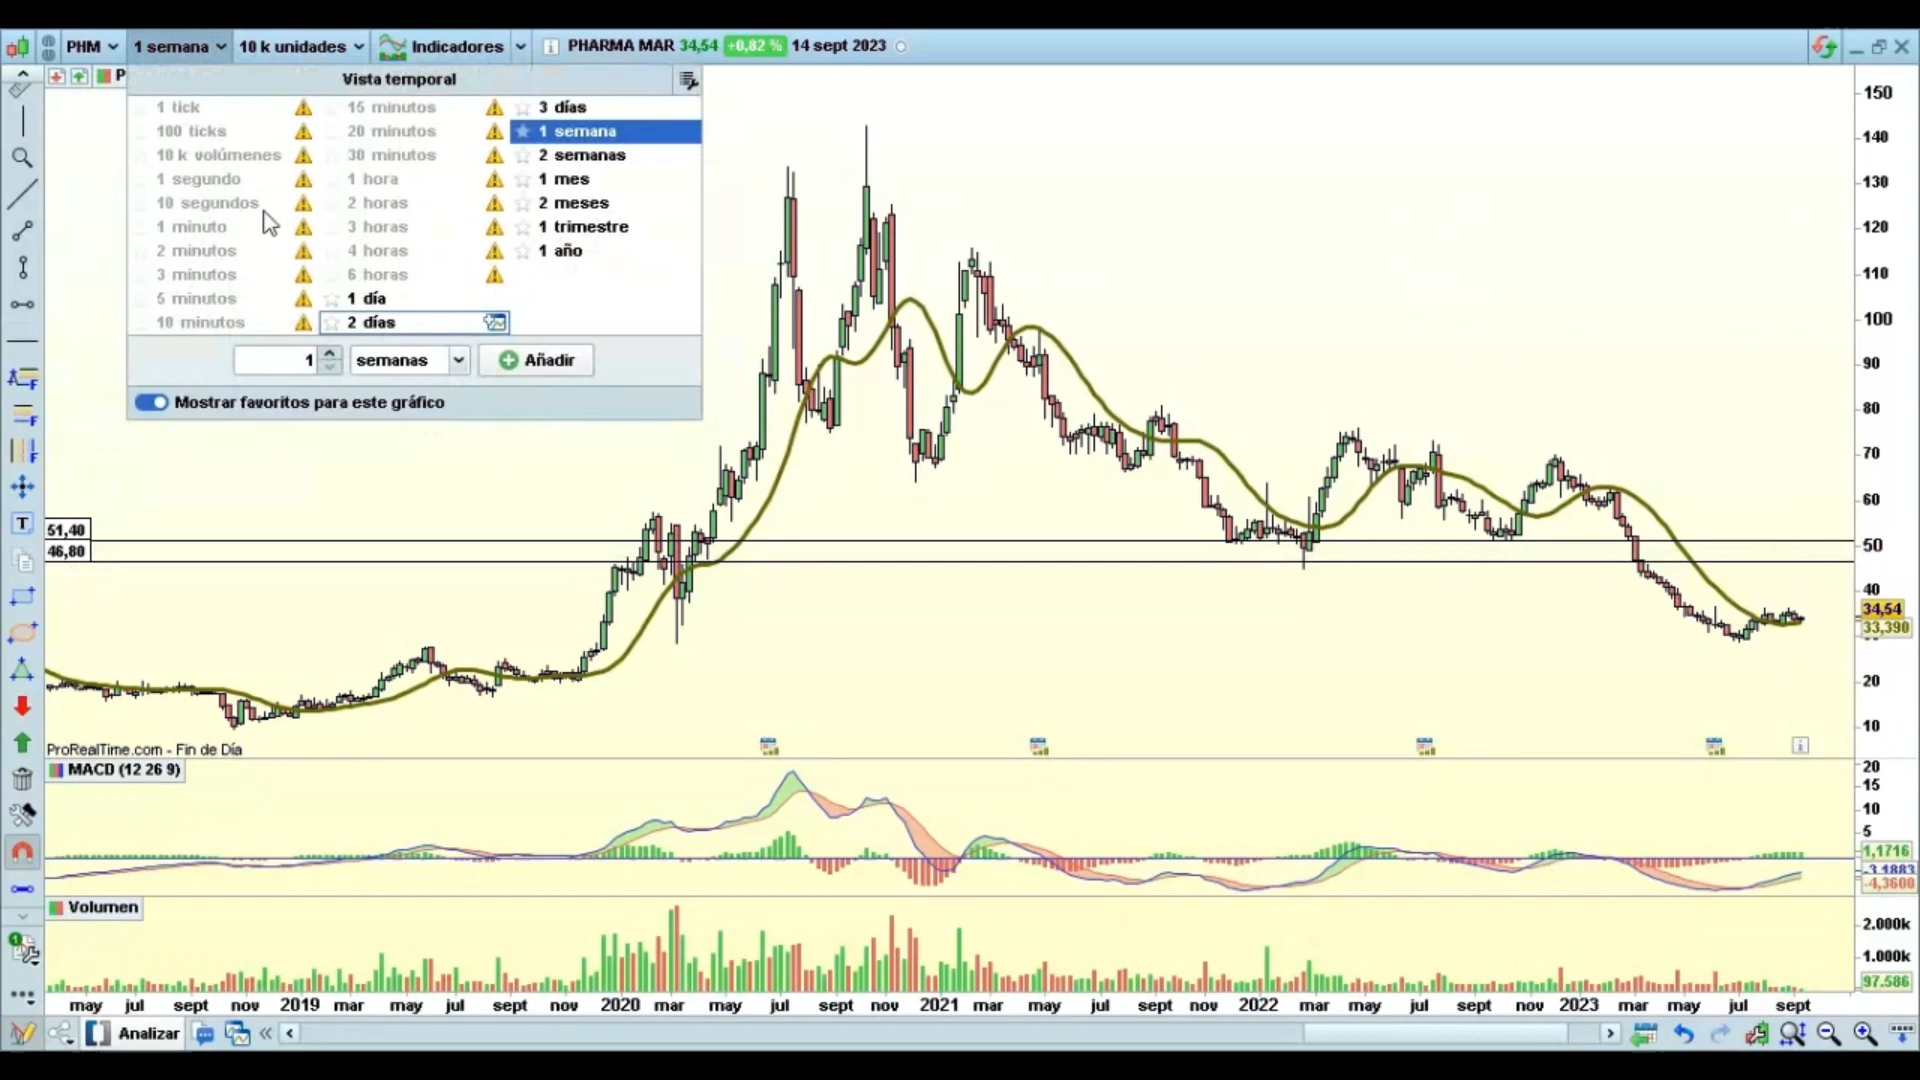 PHM 1 semana 10 k unidades Indicadores PHARMA MAR 34,54 +0,82 % 14 sept 2023
P
Vista temporal
1 tick 15 minutos 3 días
100 ticks 20 minutos 1 semana
10 k volúmenes 30 minutos 2 semanas
1 segundo 1 hora 1 mes
10 segundos 2 horas 2 meses
1 minuto 3 horas 1 trimestre
2 minutos 4 horas 1 año
3 minutos 6 horas
5 minutos 1 día
10 minutos 2 días
1 semanas Añadir
Mostrar favoritos para este gráfico
150
140
130
120
110
100
90
80
70
60
50
40
34,54
33,390
20
10
51,40
46,80
ProRealTime.com - Fin de Día
MACD (12 26 9)
20
15
10
5
1,1716
-3,1883
-4,3600
Volumen
2.000k
1.000k
97.586
may jul sept nov 2019 mar may jul sept nov 2020 mar may jul sept nov 2021 mar may jul sept nov 2022 mar may jul sept nov 2023 mar may jul sept
Analizar